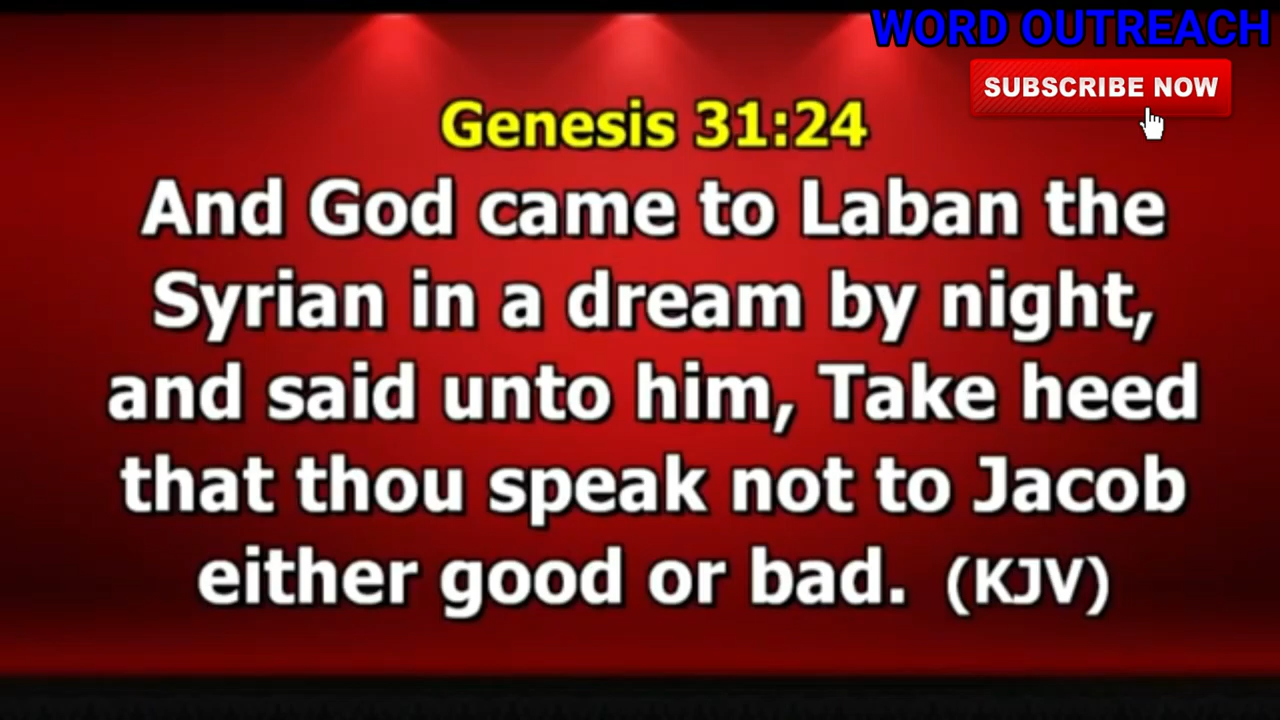 WORD OUTREACH
SUBSCRIBE NOW
Genesis 31:24
And God came to Laban the
Syrian in a dream by night,
and said unto him, Take heed
that thou speak not to Jacob
either good or bad. (KJV)